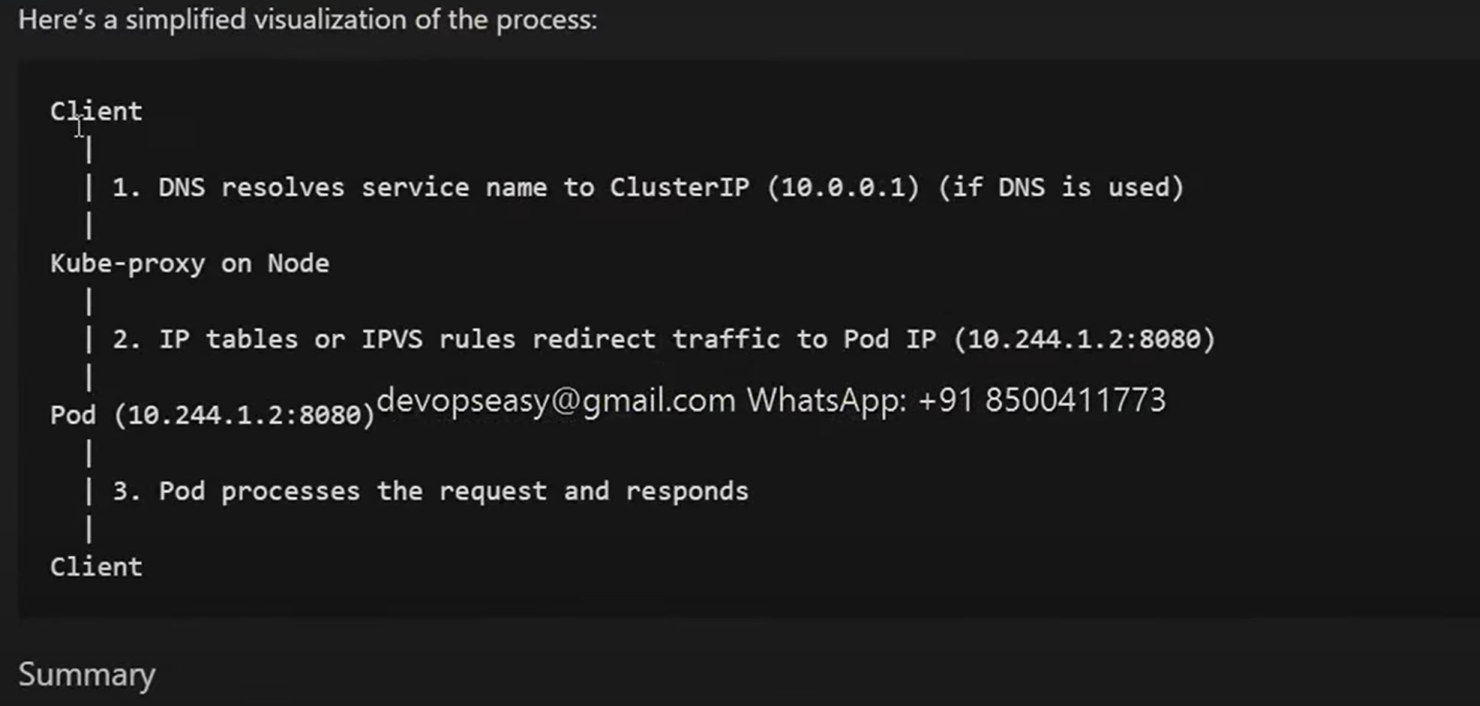 Here's a simplified visualization of the process:
Client
|
| 1. DNS resolves service name to ClusterIP (10.0.0.1) (if DNS is used)
|
Kube-proxy on Node
|
| 2. IP tables or IPVS rules redirect traffic to Pod IP (10.244.1.2:8080)
|
Pod (10.244.1.2:8080) devopseasy@gmail.com WhatsApp: +91 8500411773
|
| 3. Pod processes the request and responds
|
Client
Summary